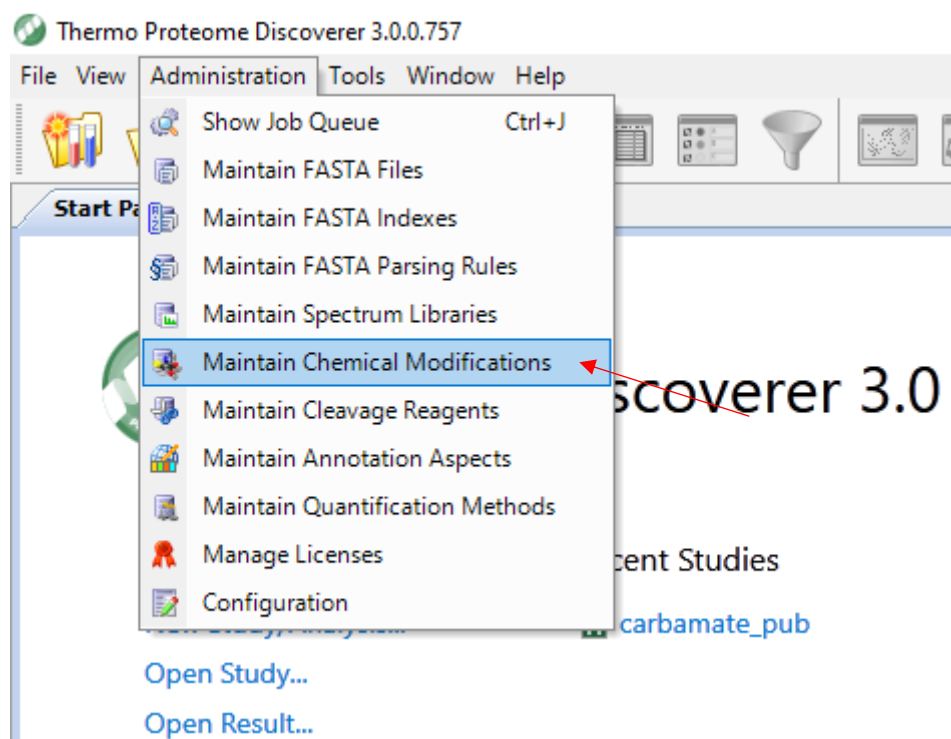 Thermo Proteome Discoverer 3.0.0.757
File View Administration Tools Window Help
Show Job Queue Ctrl+J
Maintain FASTA Files
Start Pa
Maintain FASTA Indexes
Maintain FASTA Parsing Rules
Maintain Spectrum Libraries
Maintain Chemical Modifications
scoverer 3.0
Maintain Cleavage Reagents
Maintain Annotation Aspects
Maintain Quantification Methods
Manage Licenses
cent Studies
Configuration
carbamate_pub
Open Study...
Open Result...